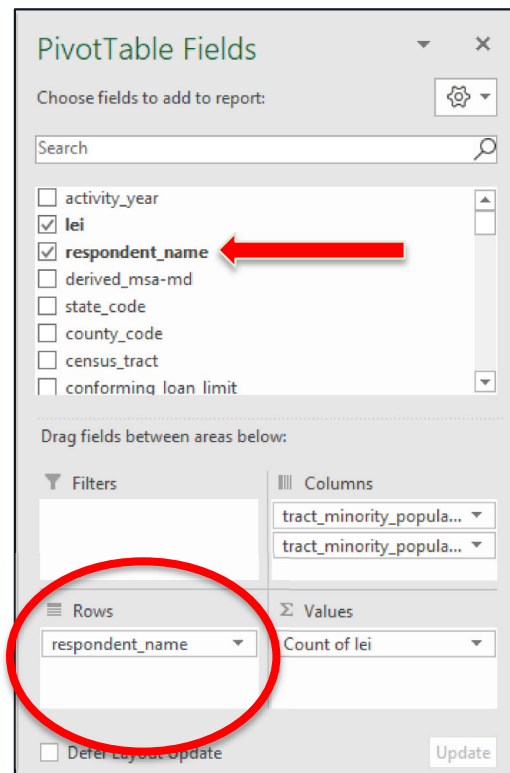 PivotTable Fields
Choose fields to add to report:
Search
activity_year
lei
respondent_name
derived_msa-md
state_code
county_code
census_tract
conforming_loan_limit
Drag fields between areas below:
Filters
Columns
tract_minority_popula...
tract_minority_popula...
Rows
respondent_name
Σ Values
Count of lei
Defer Layout Update
Update